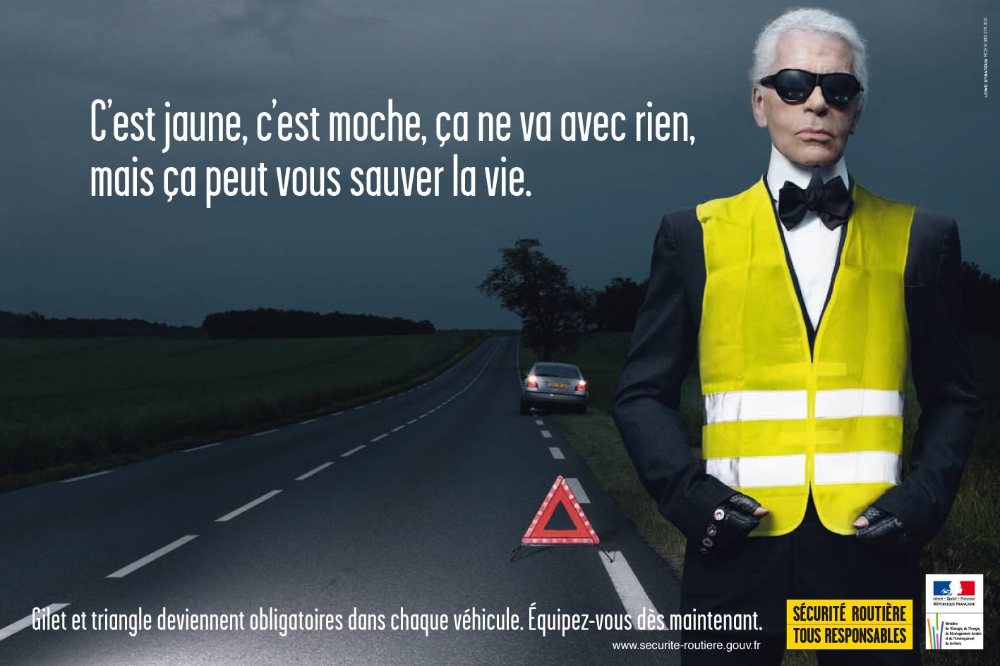 LOWE STRATEUS RCS B 380 376 403
C'est jaune, c'est moche, ça ne va avec rien,
mais ça peut vous sauver la vie.
Gilet et triangle deviennent obligatoires dans chaque véhicule. Équipez-vous dès maintenant.
www.securite-routiere.gouv.fr
SÉCURITÉ ROUTIÈRE
TOUS RESPONSABLES
Liberté • Égalité • Fraternité
RÉPUBLIQUE FRANÇAISE
Ministère
de l'Écologie, de l'Énergie,
du Développement durable
et de l'Aménagement
du territoire